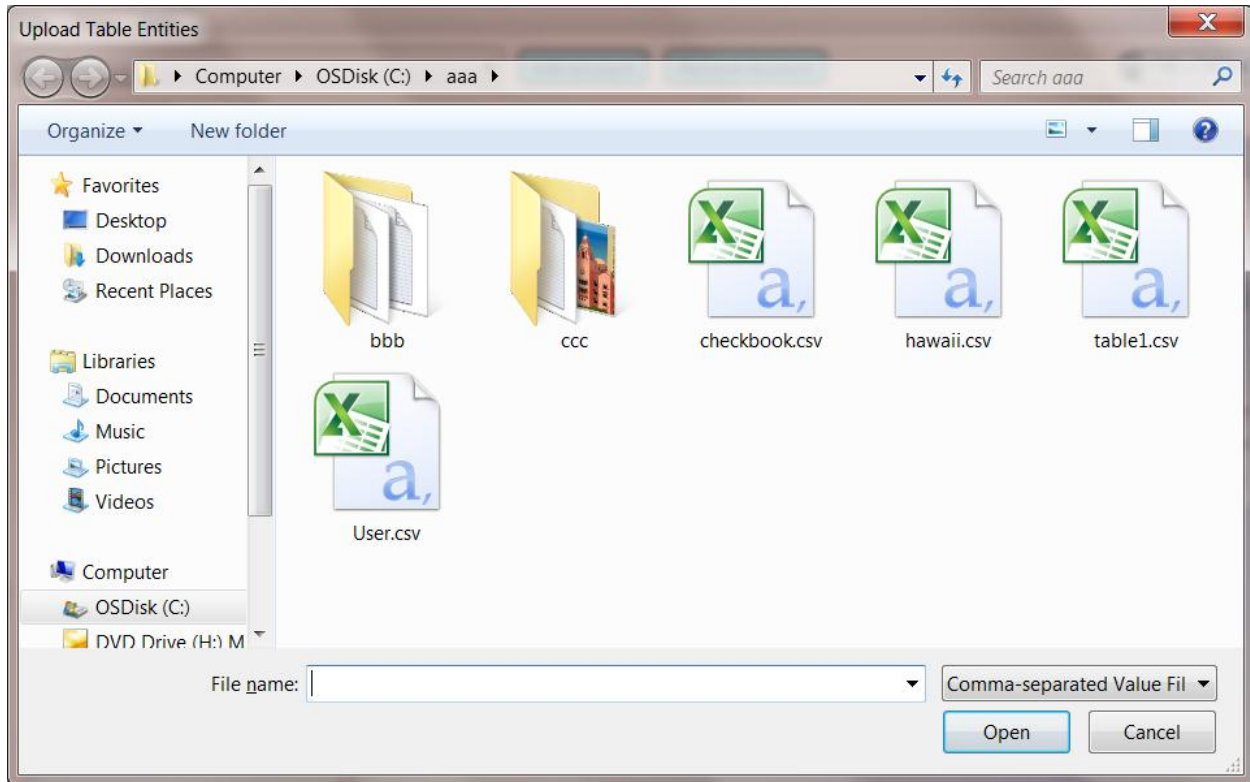 Upload Table Entities
Computer OSDisk (C:) aaa
Search aaa
Organize New folder
Favorites
Desktop
Downloads
Recent Places
Libraries
Documents
Music
Pictures
Videos
Computer
OSDisk (C:)
DVD Drive (H:) M
bbb
ccc
checkbook.csv
hawaii.csv
table1.csv
User.csv
File name:
Comma-separated Value Fil
Open
Cancel